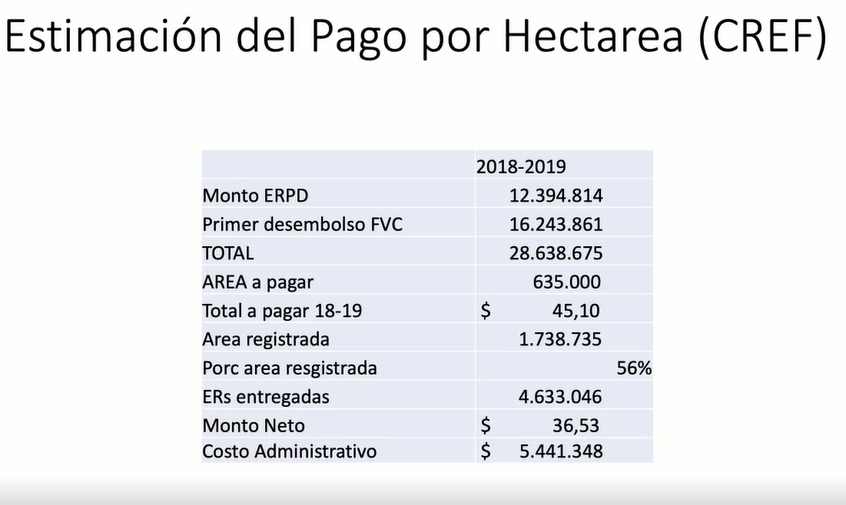 Estimación del Pago por Hectarea (CREF)
2018-2019
Monto ERPD 12.394.814
Primer desembolso FVC 16.243.861
TOTAL 28.638.675
AREA a pagar 635.000
Total a pagar 18-19 $ 45,10
Area registrada 1.738.735
Porc area resgistrada 56%
ERs entregadas 4.633.046
Monto Neto $ 36,53
Costo Administrativo $ 5.441.348